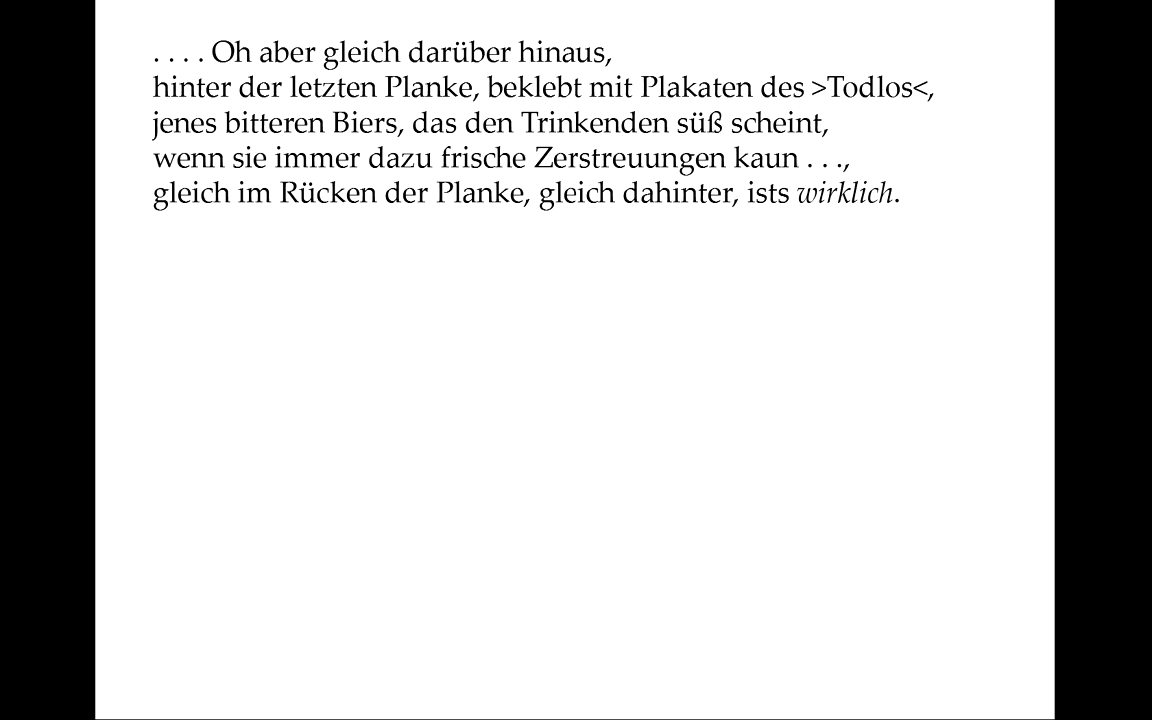 . . . . Oh aber gleich darüber hinaus,
hinter der letzten Planke, beklebt mit Plakaten des >Todlos<,
jenes bitteren Biers, das den Trinkenden süß scheint,
wenn sie immer dazu frische Zerstreuungen kaun . . .,
gleich im Rücken der Planke, gleich dahinter, ists wirklich.